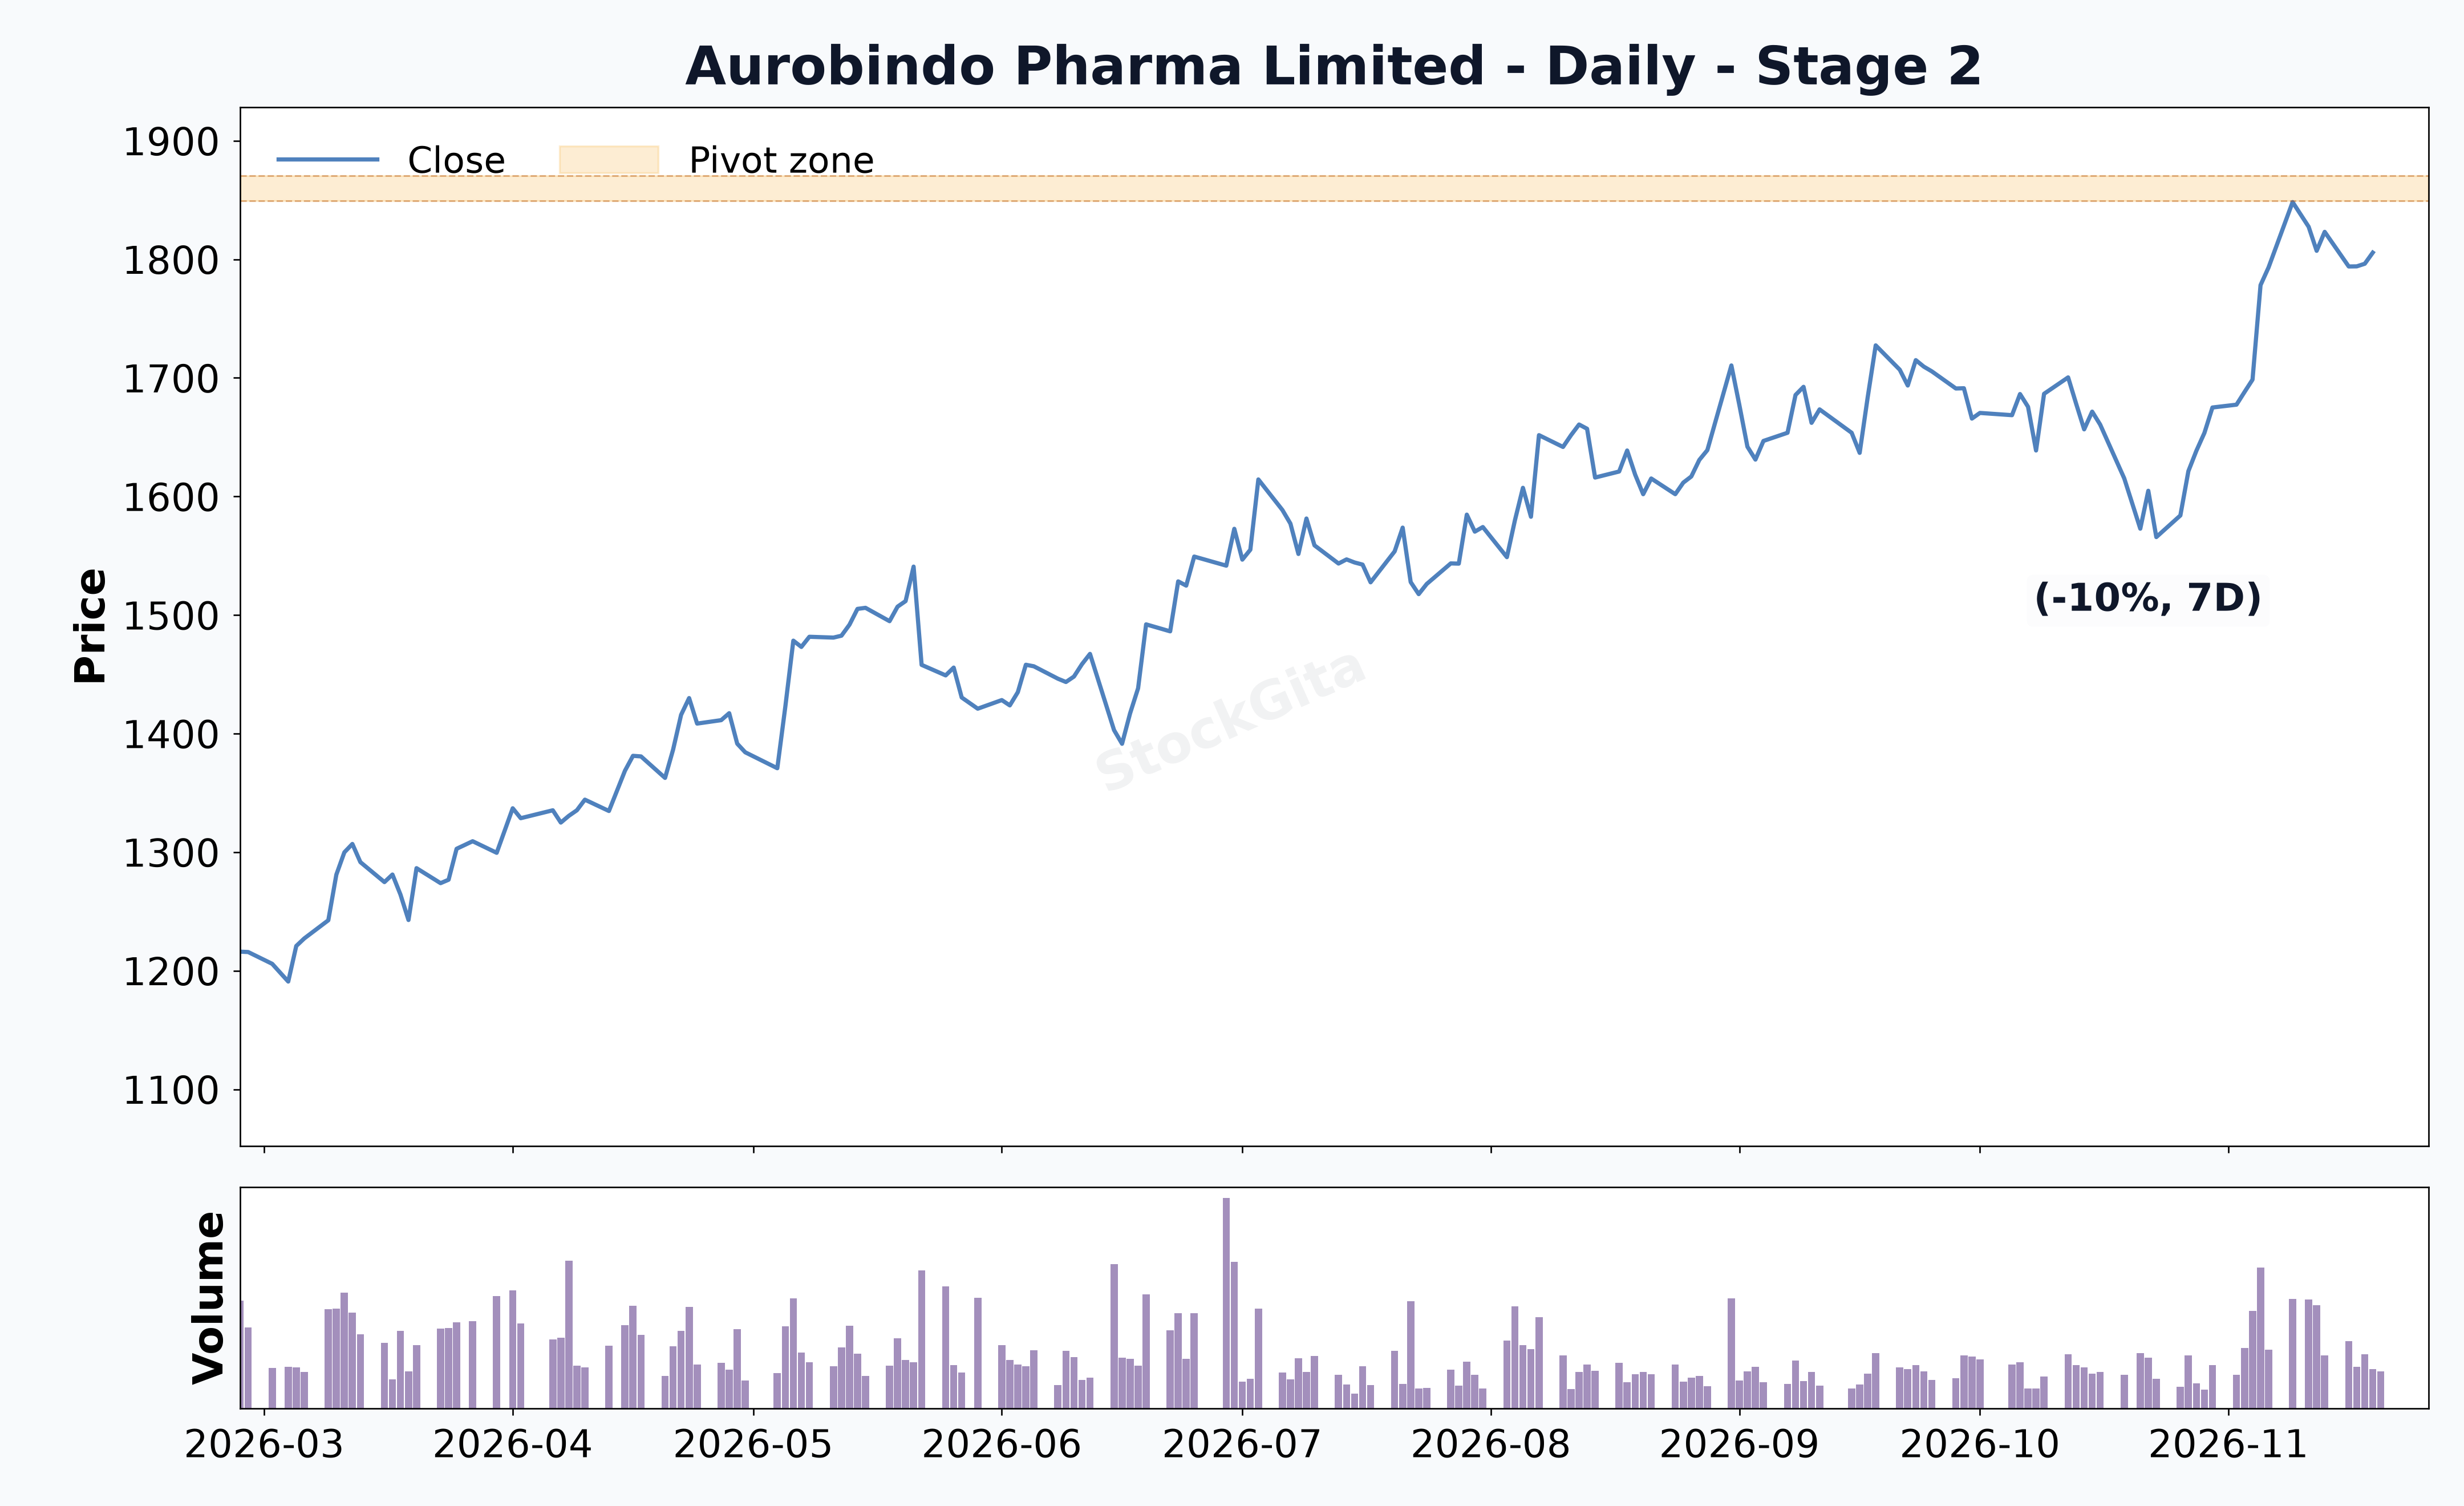 Aurobindo Pharma Limited - Daily - Stage 2
Close
Pivot zone
1900
1800
1700
1600
1500
1400
1300
1200
1100
Price
(-10%, 7D)
StockGita
Volume
2026-03
2026-04
2026-05
2026-06
2026-07
2026-08
2026-09
2026-10
2026-11